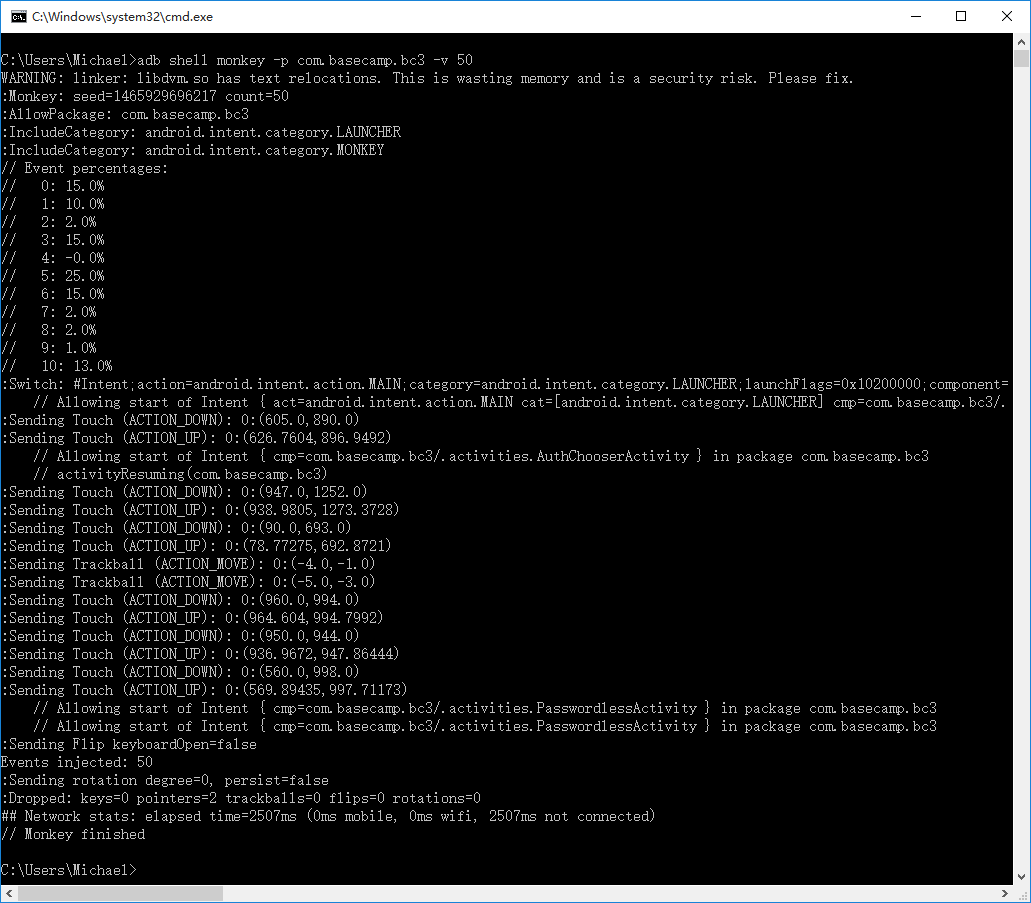 C:\Windows\system32\cmd.exe
C:\Users\Michael>adb shell monkey -p com.basecamp.bc3 -v 50
WARNING: linker: libdvm.so has text relocations. This is wasting memory and is a security risk. Please fix.
:Monkey: seed=1465929696217 count=50
:AllowPackage: com.basecamp.bc3
:IncludeCategory: android.intent.category.LAUNCHER
:IncludeCategory: android.intent.category.MONKEY
// Event percentages:
//   0: 15.0%
//   1: 10.0%
//   2: 2.0%
//   3: 15.0%
//   4: -0.0%
//   5: 25.0%
//   6: 15.0%
//   7: 2.0%
//   8: 2.0%
//   9: 1.0%
//   10: 13.0%
:Switch: #Intent;action=android.intent.action.MAIN;category=android.intent.category.LAUNCHER;launchFlags=0x10200000;component=
    // Allowing start of Intent { act=android.intent.action.MAIN cat=[android.intent.category.LAUNCHER] cmp=com.basecamp.bc3/.
:Sending Touch (ACTION_DOWN): 0:(605.0,890.0)
:Sending Touch (ACTION_UP): 0:(626.7604,896.9492)
    // Allowing start of Intent { cmp=com.basecamp.bc3/.activities.AuthChooserActivity } in package com.basecamp.bc3
    // activityResuming(com.basecamp.bc3)
:Sending Touch (ACTION_DOWN): 0:(947.0,1252.0)
:Sending Touch (ACTION_UP): 0:(938.9805,1273.3728)
:Sending Touch (ACTION_DOWN): 0:(90.0,693.0)
:Sending Touch (ACTION_UP): 0:(78.77275,692.8721)
:Sending Trackball (ACTION_MOVE): 0:(-4.0,-1.0)
:Sending Trackball (ACTION_MOVE): 0:(-5.0,-3.0)
:Sending Touch (ACTION_DOWN): 0:(960.0,994.0)
:Sending Touch (ACTION_UP): 0:(964.604,994.7992)
:Sending Touch (ACTION_DOWN): 0:(950.0,944.0)
:Sending Touch (ACTION_UP): 0:(936.9672,947.86444)
:Sending Touch (ACTION_DOWN): 0:(560.0,998.0)
:Sending Touch (ACTION_UP): 0:(569.89435,997.71173)
    // Allowing start of Intent { cmp=com.basecamp.bc3/.activities.PasswordlessActivity } in package com.basecamp.bc3
    // Allowing start of Intent { cmp=com.basecamp.bc3/.activities.PasswordlessActivity } in package com.basecamp.bc3
:Sending Flip keyboardOpen=false
Events injected: 50
:Sending rotation degree=0, persist=false
:Dropped: keys=0 pointers=2 trackballs=0 flips=0 rotations=0
## Network stats: elapsed time=2507ms (0ms mobile, 0ms wifi, 2507ms not connected)
// Monkey finished
C:\Users\Michael>